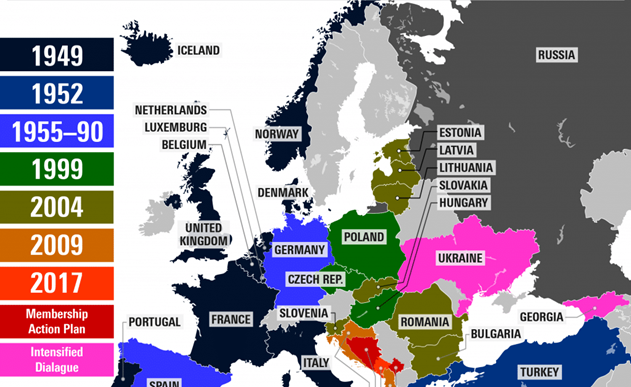 1949
1952
1955–90
1999
2004
2009
2017
Membership
Action Plan
Intensified
Dialague
ICELAND
RUSSIA
NETHERLANDS
LUXEMBURG
BELGIUM
NORWAY
ESTONIA
LATVIA
LITHUANIA
SLOVAKIA
HUNGARY
DENMARK
UNITED
KINGDOM
GERMANY
POLAND
UKRAINE
CZECH REP.
FRANCE
SLOVENIA
ROMANIA
GEORGIA
BULGARIA
PORTUGAL
ITALY
TURKEY
SPAIN